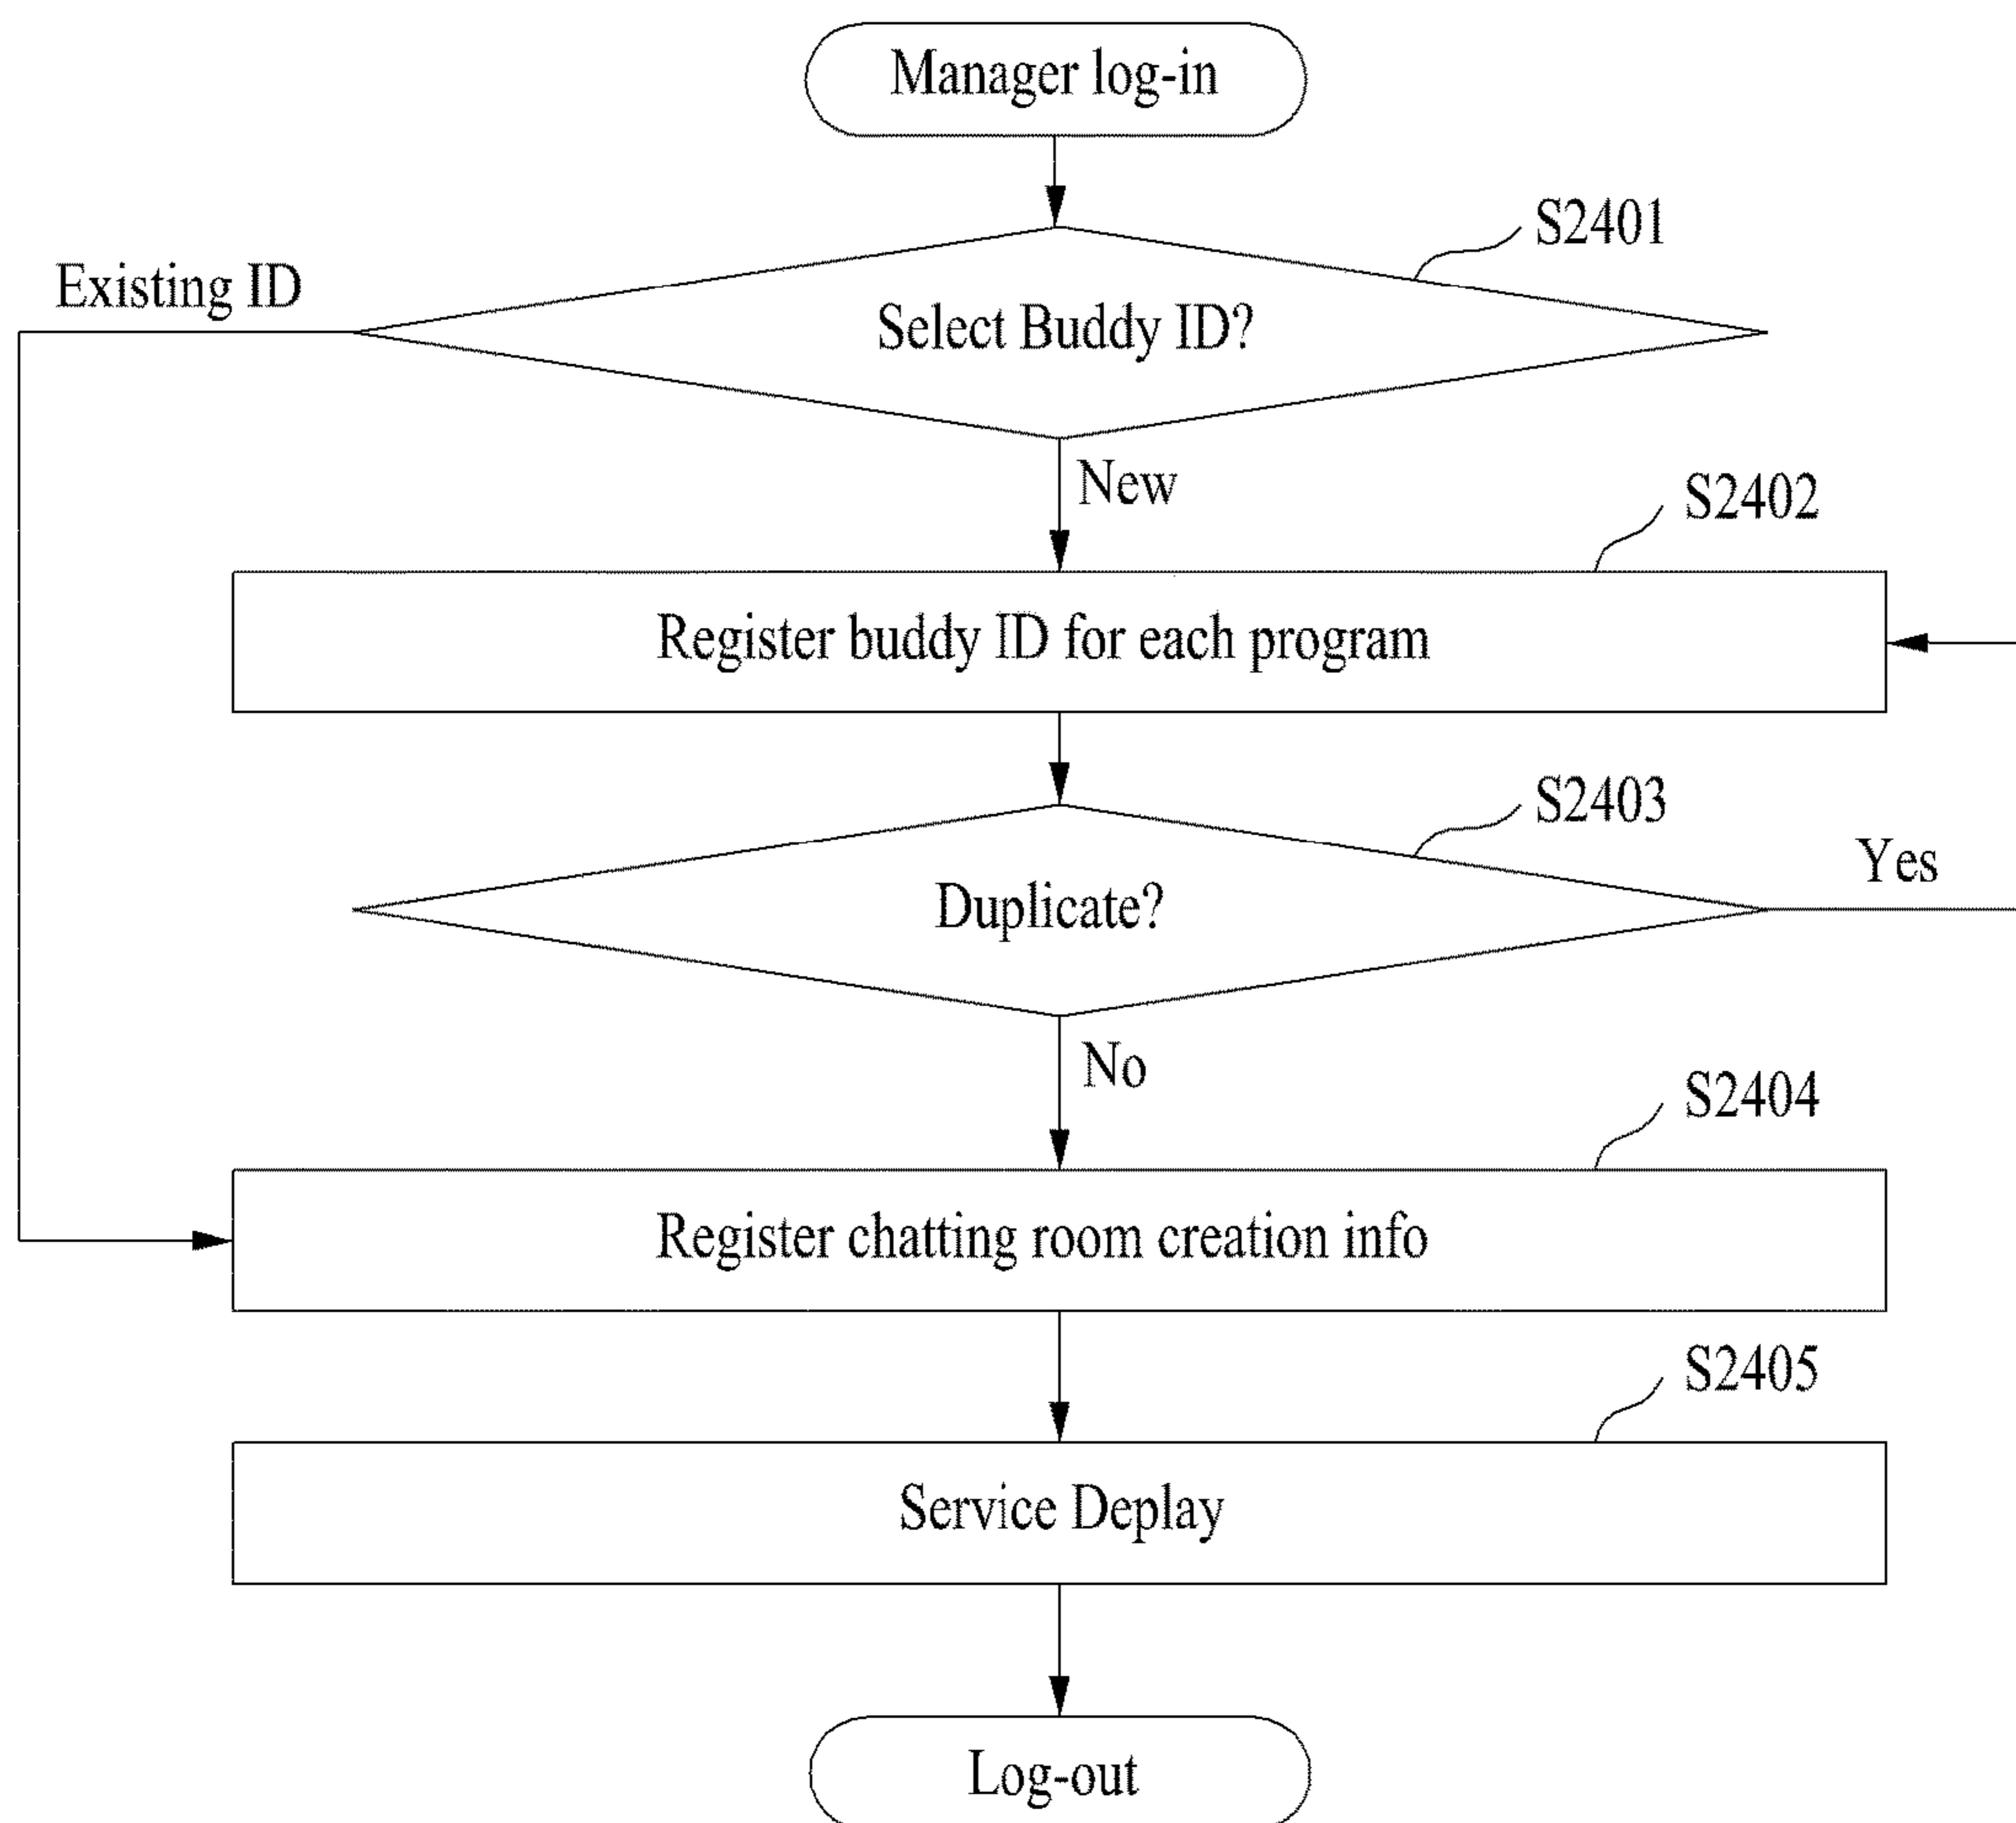 Manager log-in
S2401
Existing ID
Select Buddy ID?
New
S2402
Register buddy ID for each program
S2403
Yes
Duplicate?
No
S2404
Register chatting room creation info
S2405
Service Deplay
Log-out